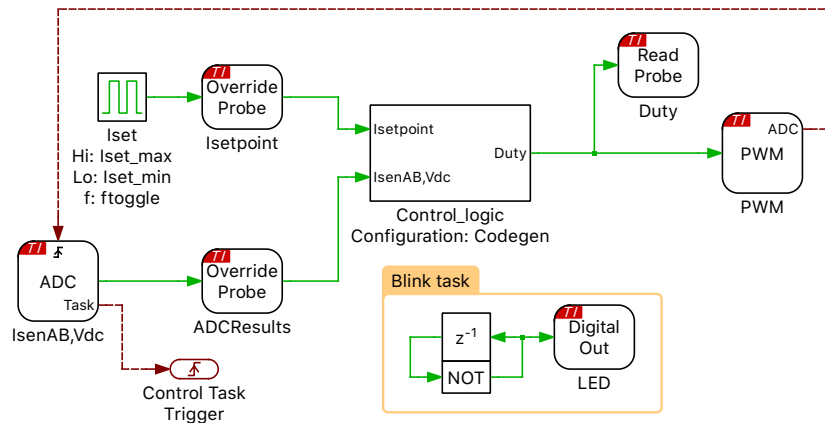 TI
Override
Probe
Isetpoint
Iset
Hi: Iset_max
Lo: Iset_min
f: ftoggle
Isetpoint
IsenAB,Vdc
Duty
Control_logic
Configuration: Codegen
TI
Read
Probe
Duty
TI
ADC
PWM
PWM
TI
ADC
Task
IsenAB,Vdc
TI
Override
Probe
ADCResults
Control Task
Trigger
Blink task
z-1
NOT
TI
Digital
Out
LED